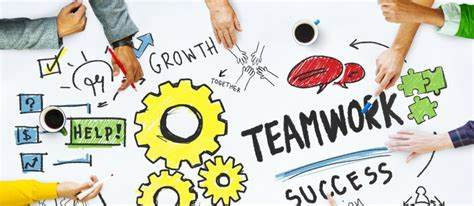 GROWTH
TOGETHER
?
$
HELP!
TEAMWORK
SUCCESS